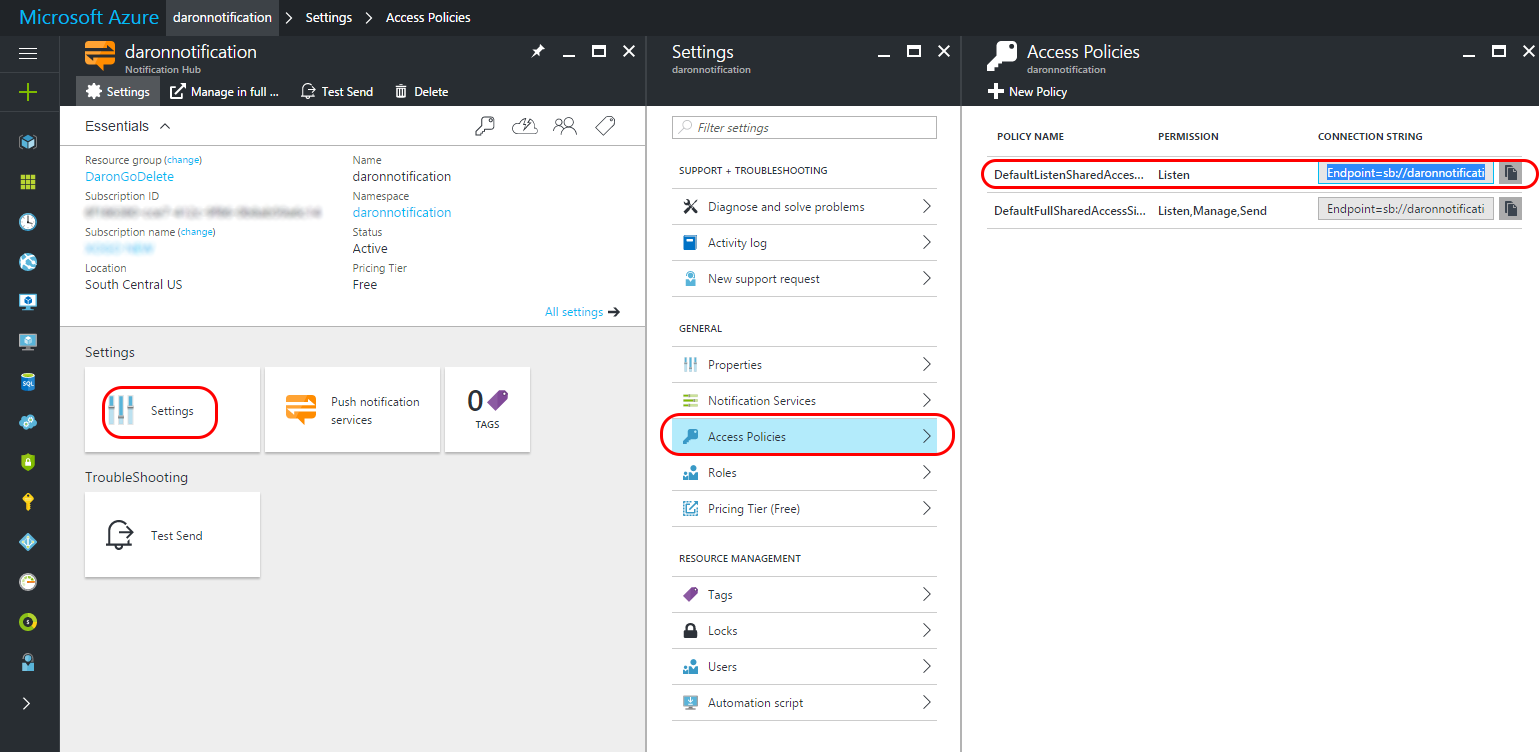 Microsoft Azure daronnotification Settings Access Policies
daronnotification
Notification Hub
Settings Manage in full ... Test Send Delete
Essentials
Resource group (change)
DaronGoDelete
Subscription ID
Subscription name (change)
Location
South Central US
Name
daronnotification
Namespace
daronnotification
Status
Active
Pricing Tier
Free
All settings
Settings
Settings
Push notification
services
0
TAGS
TroubleShooting
Test Send
Settings
daronnotification
Filter settings
SUPPORT + TROUBLESHOOTING
Diagnose and solve problems
Activity log
New support request
GENERAL
Properties
Notification Services
Access Policies
Roles
Pricing Tier (Free)
RESOURCE MANAGEMENT
Tags
Locks
Users
Automation script
Access Policies
daronnotification
New Policy
POLICY NAME PERMISSION CONNECTION STRING
DefaultListenSharedAcces... Listen Endpoint=sb://daronnotificati
DefaultFullSharedAccessSi... Listen,Manage,Send Endpoint=sb://daronnotificati